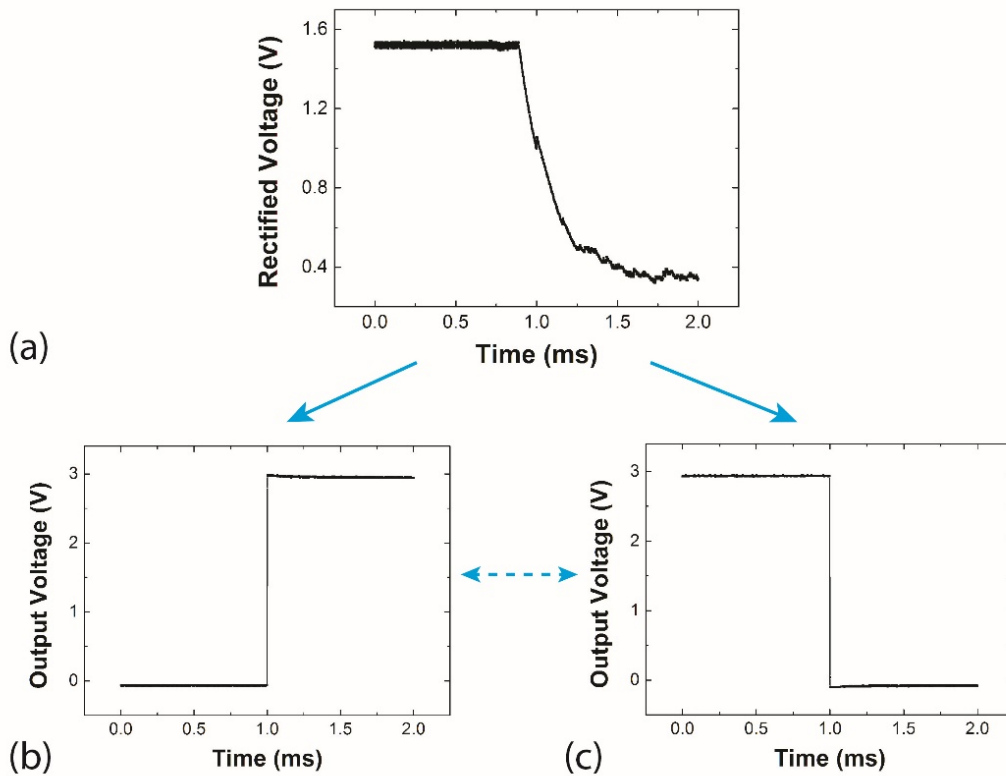 1.6
1.2
0.8
0.4
Rectified Voltage (V)
0.0 0.5 1.0 1.5 2.0
Time (ms)
(a)
3
2
1
0
Output Voltage (V)
0.0 0.5 1.0 1.5 2.0
Time (ms)
(b)
3
2
1
0
Output Voltage (V)
0.0 0.5 1.0 1.5 2.0
Time (ms)
(c)